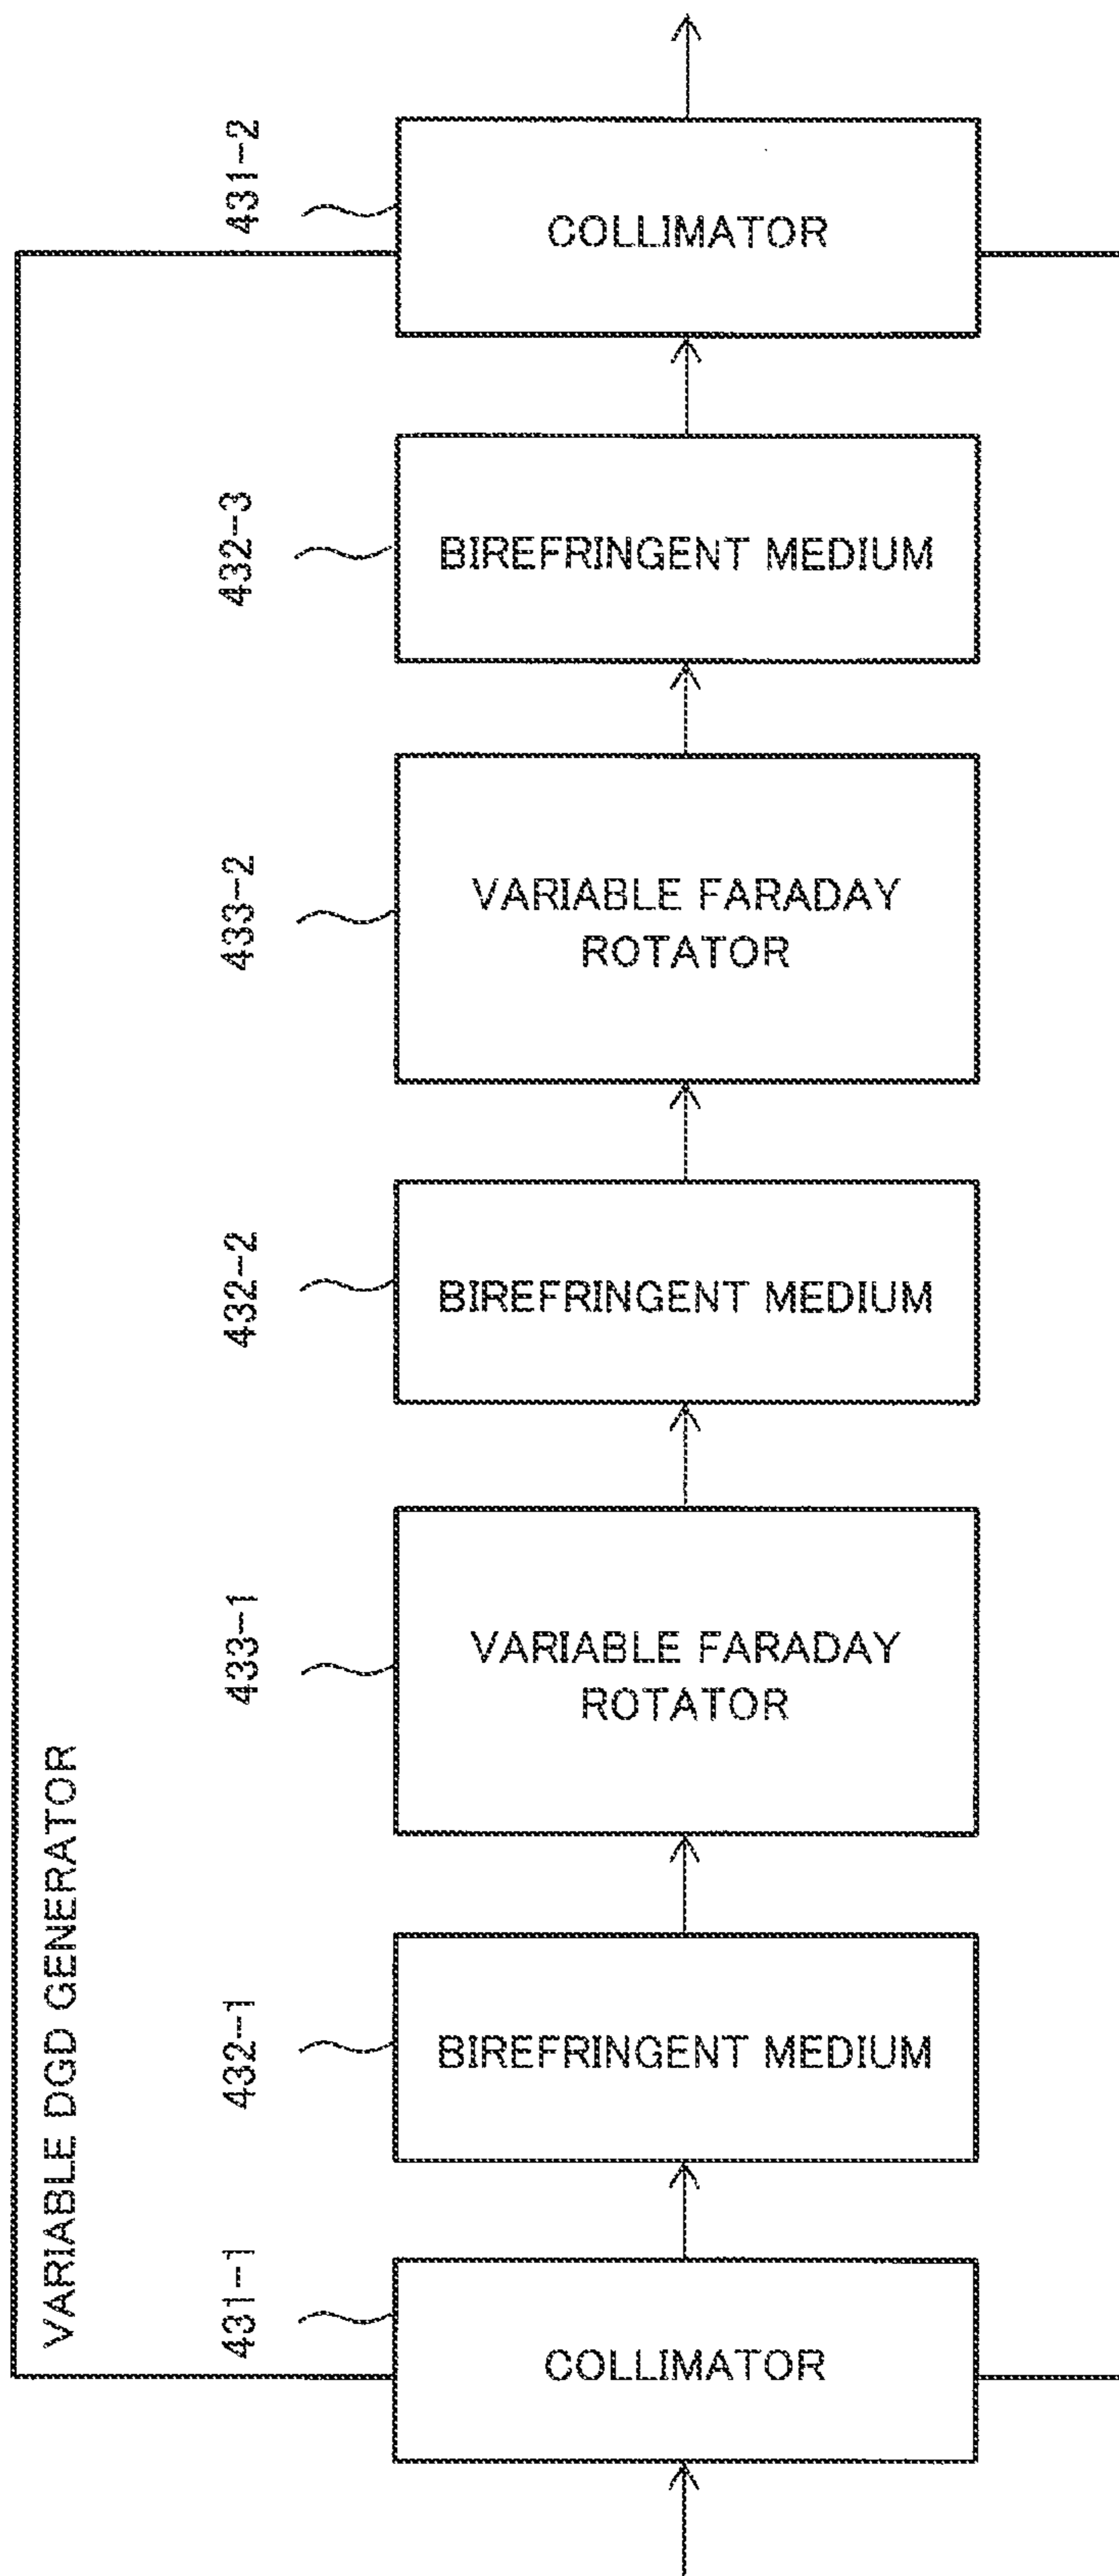 431-2
COLLIMATOR
432-3
BIREFRINGENT MEDIUM
433-2
VARIABLE FARADAY
ROTATOR
432-2
BIREFRINGENT MEDIUM
433-1
VARIABLE FARADAY
ROTATOR
VARIABLE DGD GENERATOR
432-1
BIREFRINGENT MEDIUM
431-1
COLLIMATOR